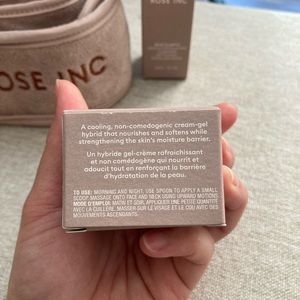 ROSE INC
ROSE INC
A cooling, non-comedogenic cream-gel
hybrid that nourishes and softens while
strengthening the skin's moisture barrier.
Un hybride gel-crème rafraîchissant
et non comédogène qui nourrit et
adoucit tout en renforçant la barrière
d'hydratation de la peau.
TO USE: MORNING AND NIGHT, USE SPOON TO APPLY A SMALL
SCOOP. MASSAGE ONTO FACE AND NECK USING UPWARD MOTIONS.
MODE D'EMPLOI: MATIN ET SOIR, APPLIQUER UNE PETITE QUANTITÉ
AVEC LA CUILLÈRE. MASSER SUR LE VISAGE ET LE COU AVEC DES
MOUVEMENTS ASCENDANTS.